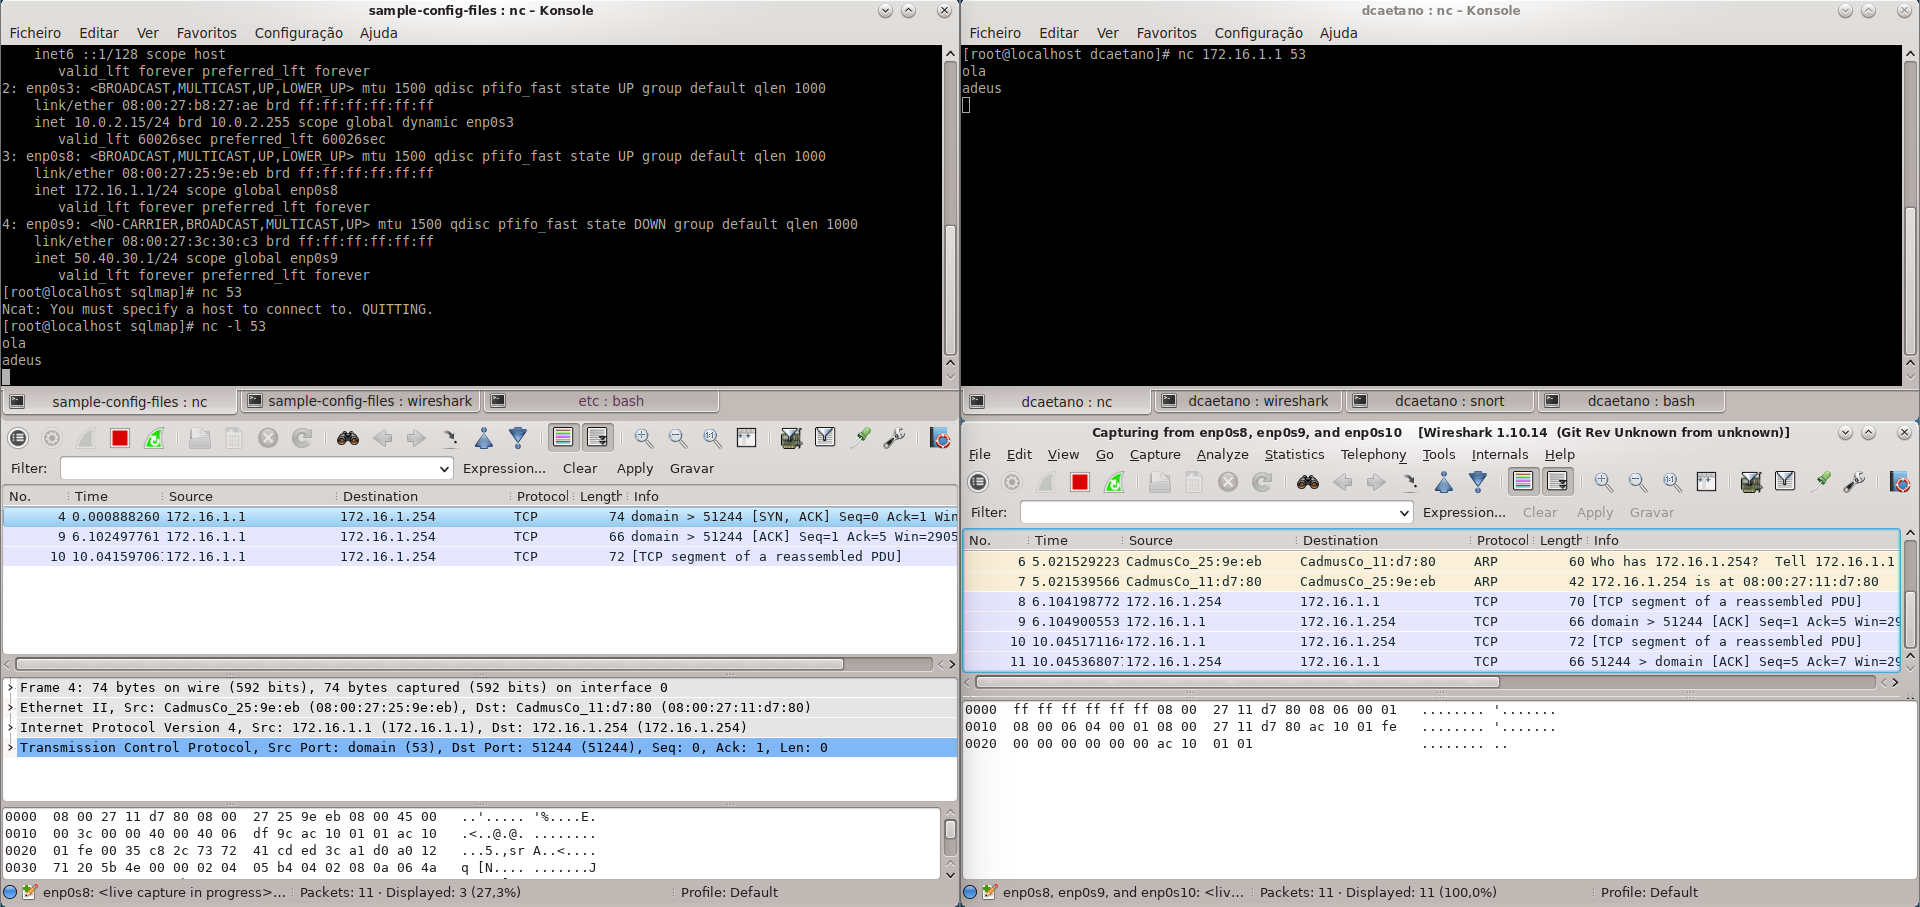 sample-config-files : nc – Konsole
Ficheiro Editar Ver Favoritos Configuração Ajuda
inet6 ::1/128 scope host
valid_lft forever preferred_lft forever
2: enp0s3: <BROADCAST,MULTICAST,UP,LOWER_UP> mtu 1500 qdisc pfifo_fast state UP group default qlen 1000
link/ether 08:00:27:b8:27:ae brd ff:ff:ff:ff:ff:ff
inet 10.0.2.15/24 brd 10.0.2.255 scope global dynamic enp0s3
valid_lft 60026sec preferred_lft 60026sec
3: enp0s8: <BROADCAST,MULTICAST,UP,LOWER_UP> mtu 1500 qdisc pfifo_fast state UP group default qlen 1000
link/ether 08:00:27:25:9e:eb brd ff:ff:ff:ff:ff:ff
inet 172.16.1.1/24 scope global enp0s8
valid_lft forever preferred_lft forever
4: enp0s9: <NO-CARRIER,BROADCAST,MULTICAST,UP> mtu 1500 qdisc pfifo_fast state DOWN group default qlen 1000
link/ether 08:00:27:3c:30:c3 brd ff:ff:ff:ff:ff:ff
inet 50.40.30.1/24 scope global enp0s9
valid_lft forever preferred_lft forever
[root@localhost sqlmap]# nc 53
Ncat: You must specify a host to connect to. QUITTING.
[root@localhost sqlmap]# nc -l 53
ola
adeus
sample-config-files : nc sample-config-files : wireshark etc : bash
Filter: Expression... Clear Apply Gravar
No. Time Source Destination Protocol Length Info
4 0.000888260 172.16.1.1 172.16.1.254 TCP 74 domain > 51244 [SYN, ACK] Seq=0 Ack=1 Win
9 6.102497761 172.16.1.1 172.16.1.254 TCP 66 domain > 51244 [ACK] Seq=1 Ack=5 Win=2905
10 10.04159706 172.16.1.1 172.16.1.254 TCP 72 [TCP segment of a reassembled PDU]
Frame 4: 74 bytes on wire (592 bits), 74 bytes captured (592 bits) on interface 0
Ethernet II, Src: CadmusCo_25:9e:eb (08:00:27:25:9e:eb), Dst: CadmusCo_11:d7:80 (08:00:27:11:d7:80)
Internet Protocol Version 4, Src: 172.16.1.1 (172.16.1.1), Dst: 172.16.1.254 (172.16.1.254)
Transmission Control Protocol, Src Port: domain (53), Dst Port: 51244 (51244), Seq: 0, Ack: 1, Len: 0
0000 08 00 27 11 d7 80 08 00 27 25 9e eb 08 00 45 00 ..'..... '%....E.
0010 00 3c 00 00 40 00 40 06 df 9c ac 10 01 01 ac 10 .<..@.@. ........
0020 01 fe 00 35 c8 2c 73 72 41 cd ed 3c a1 d0 a0 12 ...5.,sr A..<....
0030 71 20 5b 4e 00 00 02 04 05 b4 04 02 08 0a 06 4a q [N.... .......J
enp0s8: <live capture in progress>... Packets: 11 · Displayed: 3 (27,3%) Profile: Default
dcaetano : nc – Konsole
Ficheiro Editar Ver Favoritos Configuração Ajuda
[root@localhost dcaetano]# nc 172.16.1.1 53
ola
adeus
dcaetano : nc dcaetano : wireshark dcaetano : snort dcaetano : bash
Capturing from enp0s8, enp0s9, and enp0s10 [Wireshark 1.10.14 (Git Rev Unknown from unknown)]
File Edit View Go Capture Analyze Statistics Telephony Tools Internals Help
Filter: Expression... Clear Apply Gravar
No. Time Source Destination Protocol Length Info
6 5.021529223 CadmusCo_25:9e:eb CadmusCo_11:d7:80 ARP 60 Who has 172.16.1.254? Tell 172.16.1.1
7 5.021539566 CadmusCo_11:d7:80 CadmusCo_25:9e:eb ARP 42 172.16.1.254 is at 08:00:27:11:d7:80
8 6.104198772 172.16.1.254 172.16.1.1 TCP 70 [TCP segment of a reassembled PDU]
9 6.104900553 172.16.1.1 172.16.1.254 TCP 66 domain > 51244 [ACK] Seq=1 Ack=5 Win=29
10 10.04517116 172.16.1.1 172.16.1.254 TCP 72 [TCP segment of a reassembled PDU]
11 10.04536807 172.16.1.254 172.16.1.1 TCP 66 51244 > domain [ACK] Seq=5 Ack=7 Win=29
0000 ff ff ff ff ff ff 08 00 27 11 d7 80 08 06 00 01 ........ '.......
0010 08 00 06 04 00 01 08 00 27 11 d7 80 ac 10 01 fe ........ '.......
0020 00 00 00 00 00 00 ac 10 01 01 ........ ..
enp0s8, enp0s9, and enp0s10: <liv... Packets: 11 · Displayed: 11 (100,0%) Profile: Default